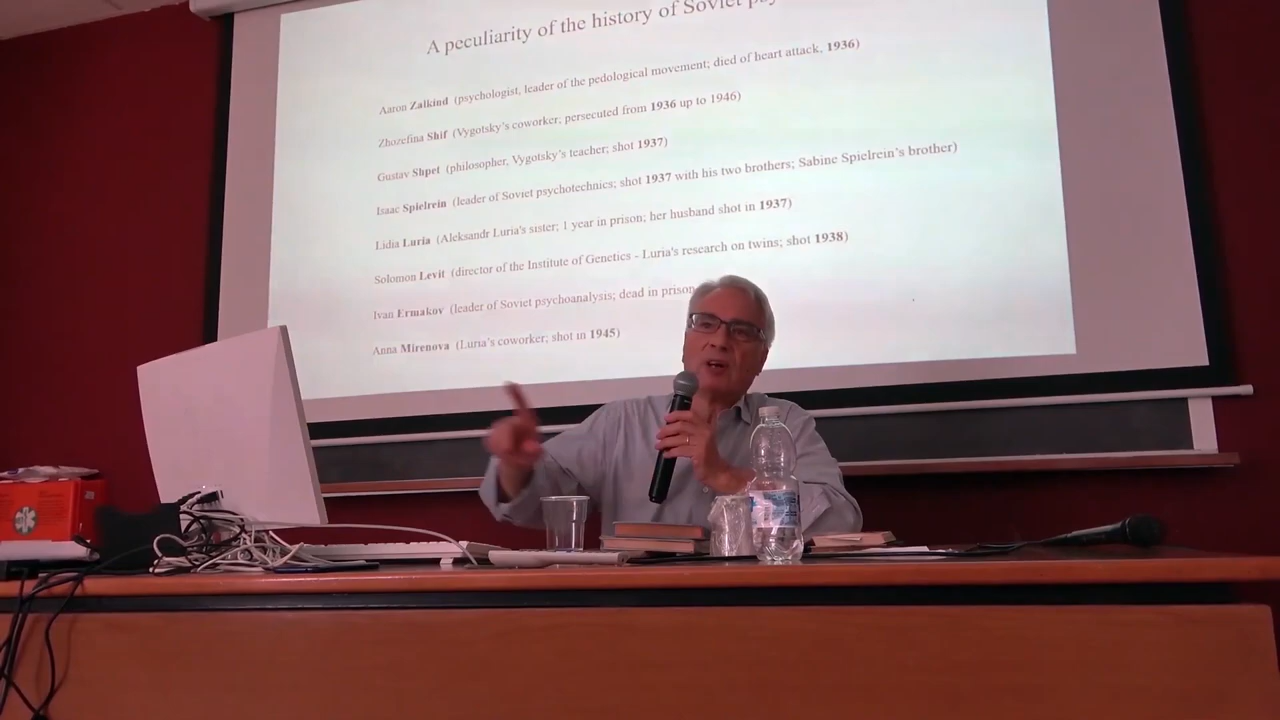 A peculiarity of the history of Soviet
Aaron Zalkind (psychologist, leader of the pedological movement; died of heart attack, 1936)
Zhozefina Shif (Vygotsky's coworker; persecuted from 1936 up to 1946)
Gustav Shpet (philosopher, Vygotsky's teacher; shot 1937)
Isaac Spielrein (leader of Soviet psychotechnics; shot 1937 with his two brothers; Sabine Spielrein's brother)
Lidia Luria (Aleksandr Luria's sister; 1 year in prison; her husband shot in 1937)
Solomon Levit (director of the Institute of Genetics - Luria's research on twins; shot 1938)
Ivan Ermakov (leader of Soviet psychoanalysis; dead in prison
Anna Mirenova (Luria's coworker; shot in 1945)